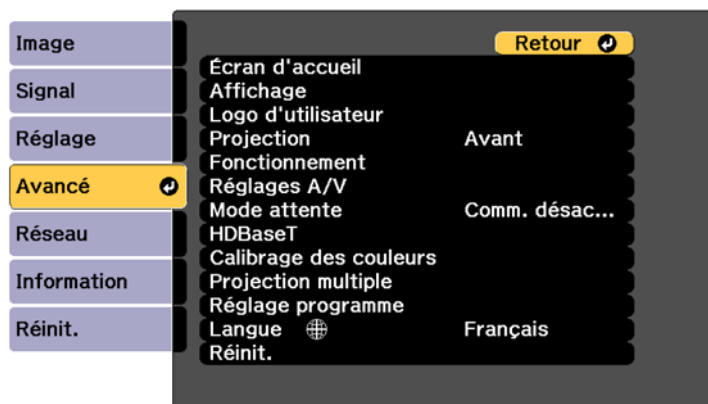 Image
Signal
Réglage
Avancé
Réseau
Information
Réinit.
Retour
Écran d'accueil
Affichage
Logo d'utilisateur
Projection Avant
Fonctionnement
Réglages A/V
Mode attente Comm. désac...
HDBaseT
Calibrage des couleurs
Projection multiple
Réglage programme
Langue Français
Réinit.